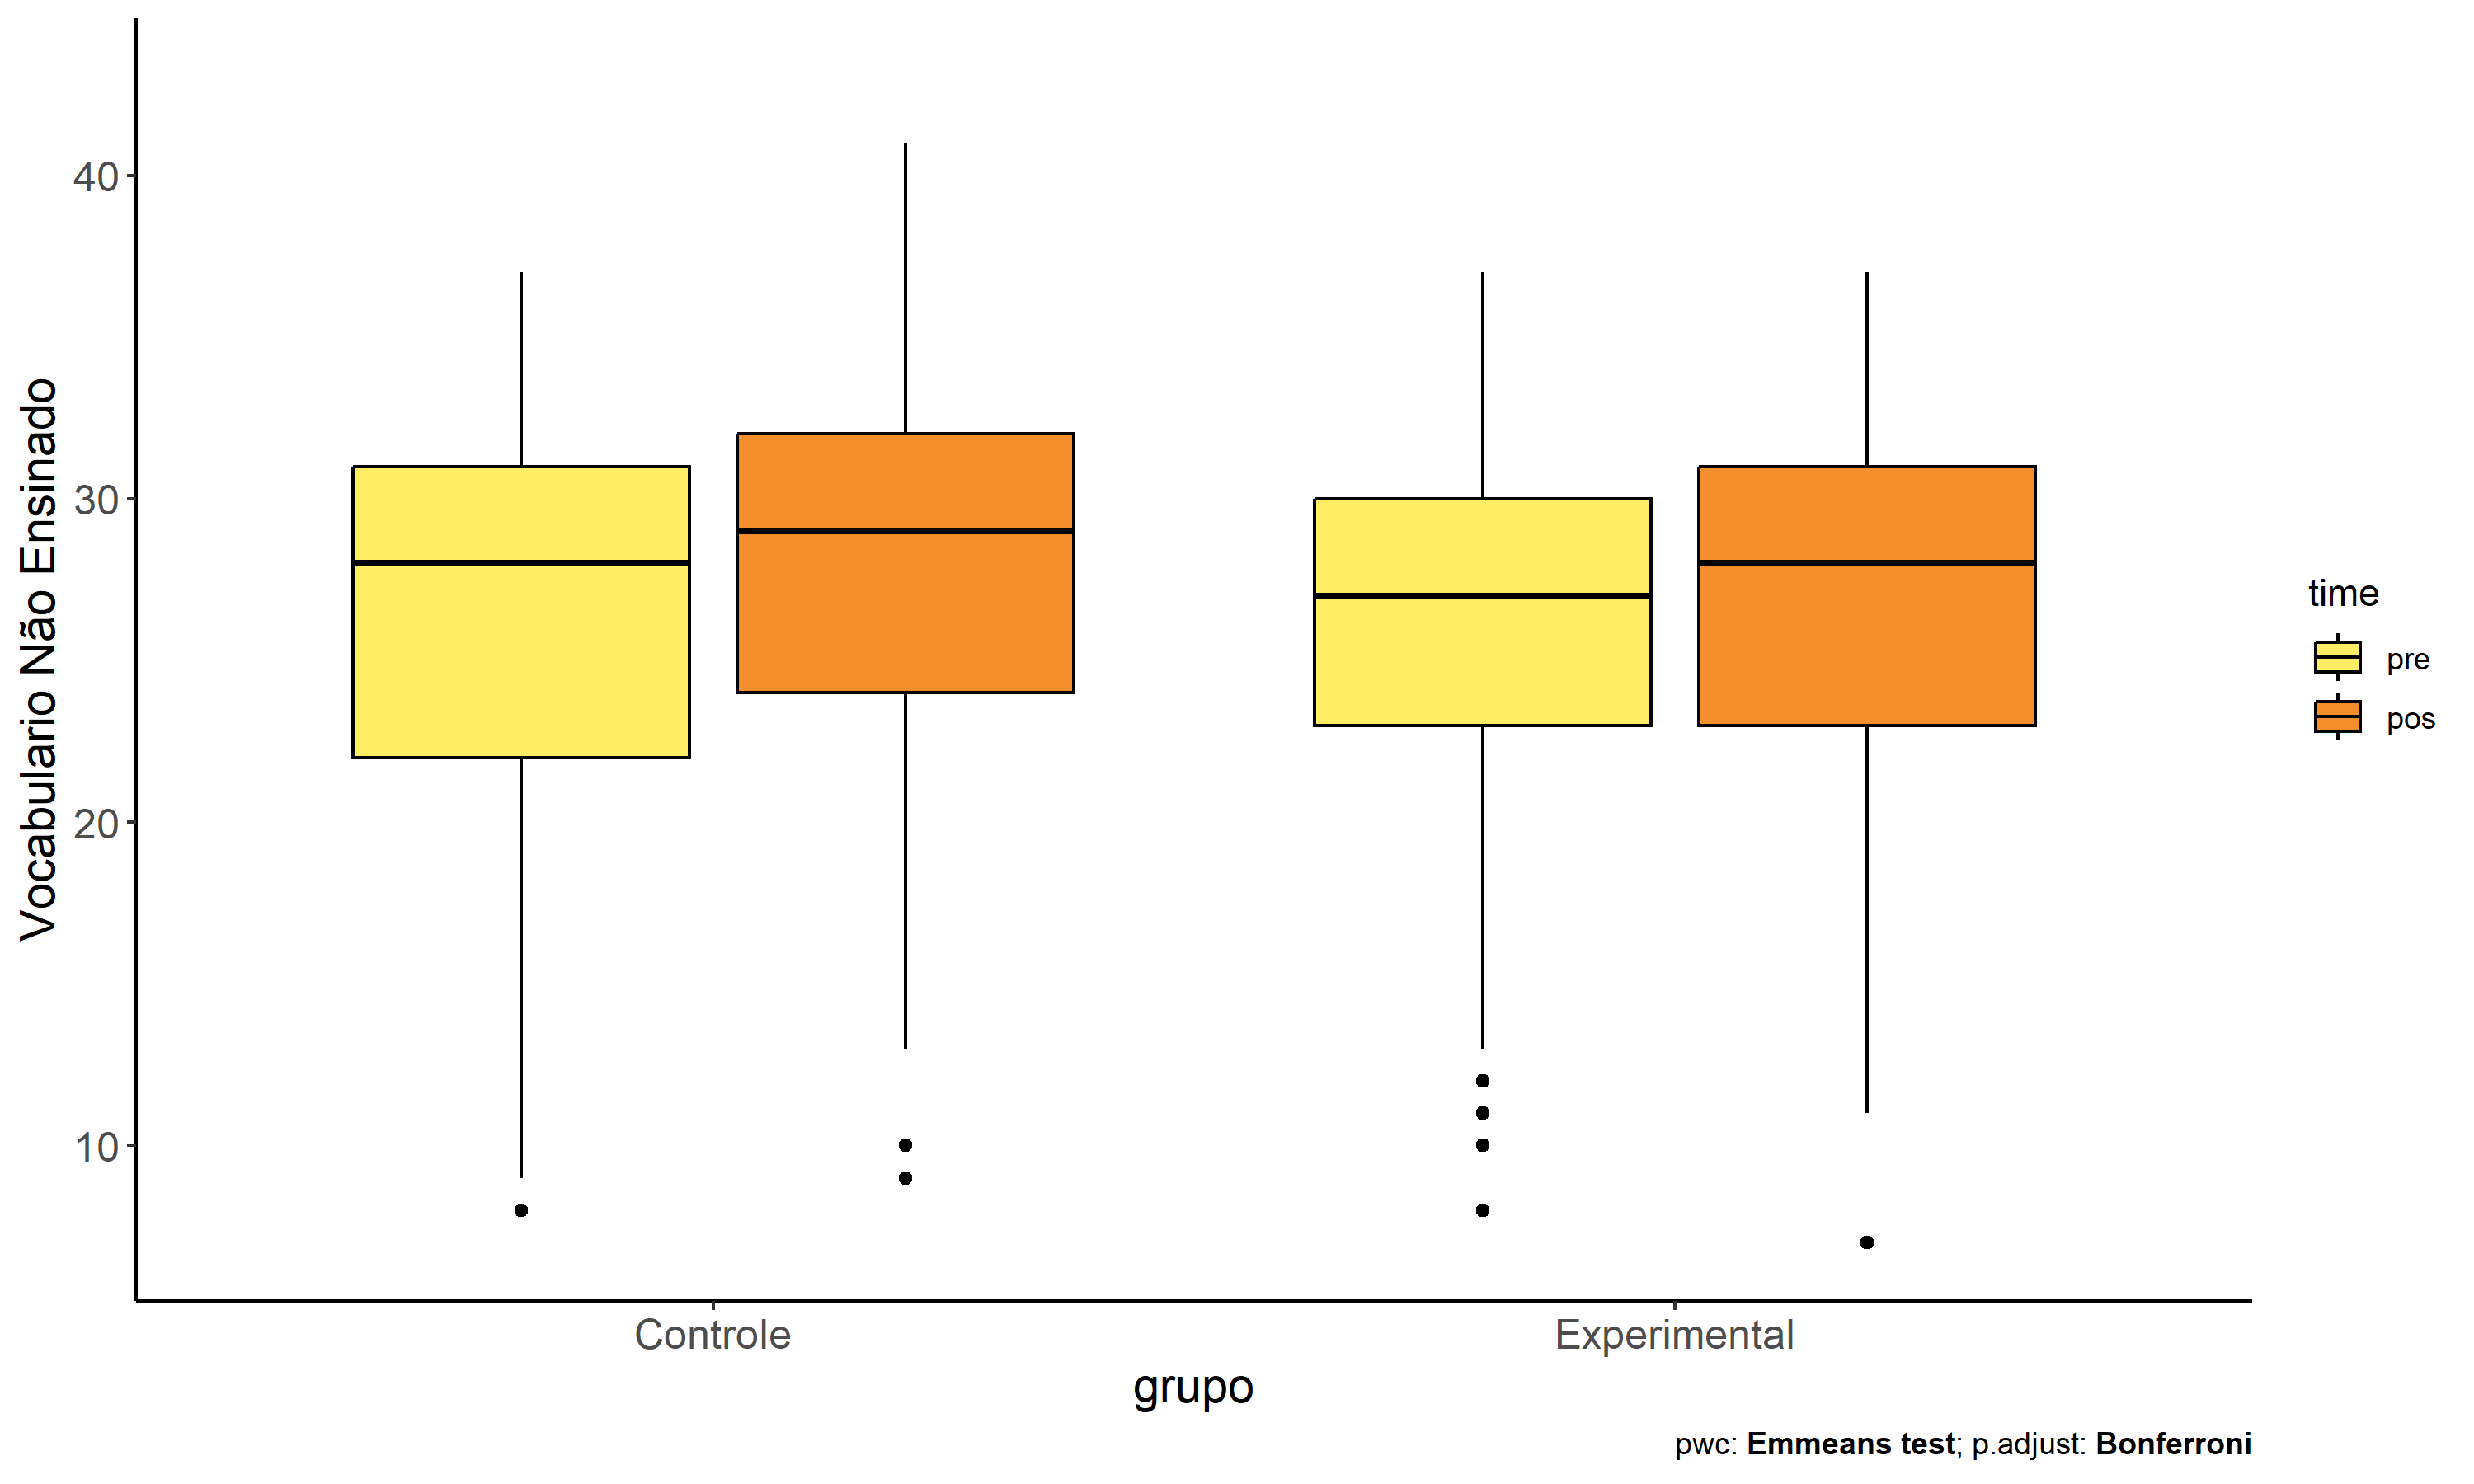 Vocabulario Não Ensinado
40
30
20
10
Controle
Experimental
grupo
time
pre
pos
pwc: Emmeans test; p.adjust: Bonferroni